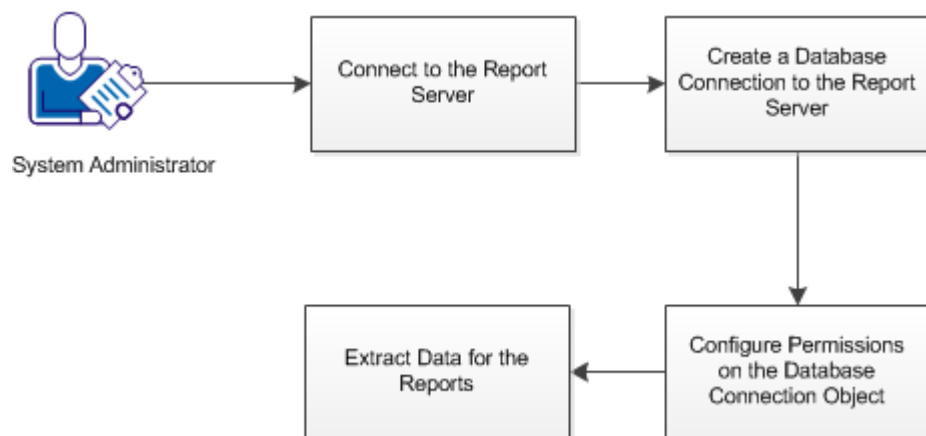 System Administrator
Connect to the Report
Server
Create a Database
Connection to the Report
Server
Configure Permissions
on the Database
Connection Object
Extract Data for the
Reports